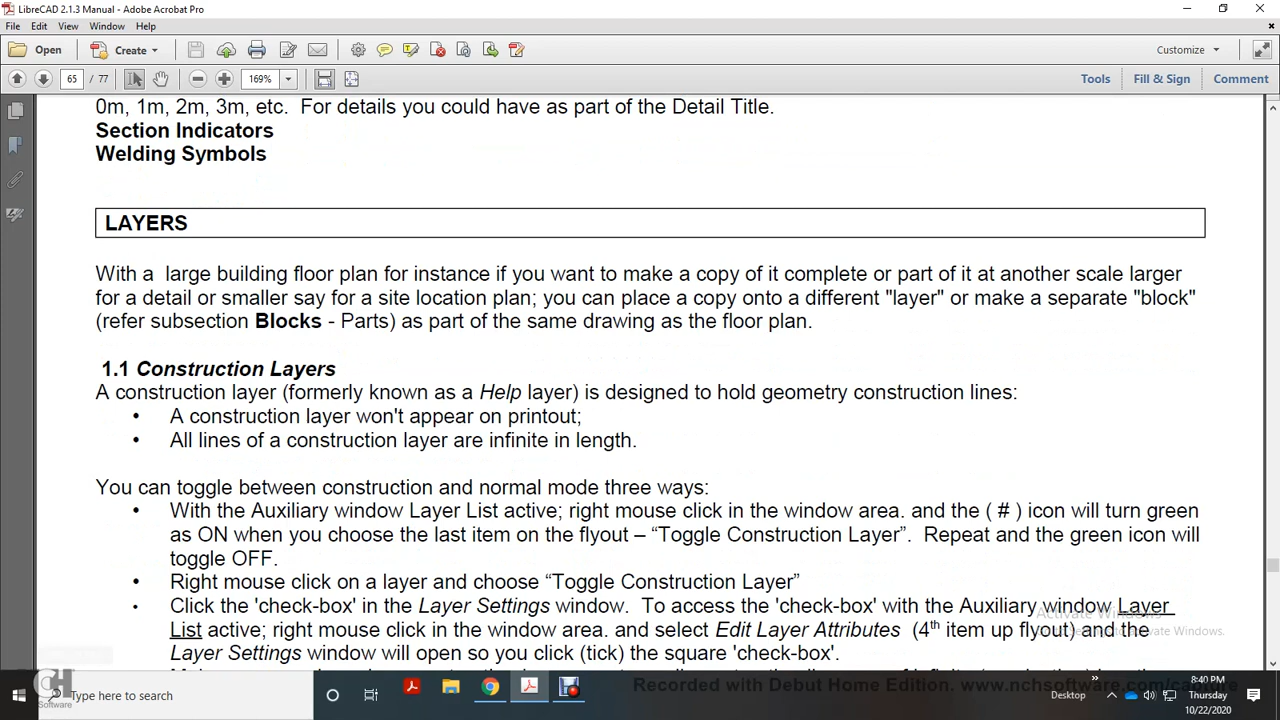 LibreCAD 2.1.3 Manual - Adobe Acrobat Pro
File Edit View Window Help
Open Create Customize
65 / 77 169% Tools Fill & Sign Comment
0m, 1m, 2m, 3m, etc. For details you could have as part of the Detail Title.
Section Indicators
Welding Symbols
LAYERS
With a large building floor plan for instance if you want to make a copy of it complete or part of it at another scale larger
for a detail or smaller say for a site location plan; you can place a copy onto a different "layer" or make a separate "block"
(refer subsection Blocks - Parts) as part of the same drawing as the floor plan.
1.1 Construction Layers
A construction layer (formerly known as a Help layer) is designed to hold geometry construction lines:
• A construction layer won't appear on printout;
• All lines of a construction layer are infinite in length.
You can toggle between construction and normal mode three ways:
• With the Auxiliary window Layer List active; right mouse click in the window area. and the ( # ) icon will turn green
as ON when you choose the last item on the flyout – “Toggle Construction Layer”. Repeat and the green icon will
toggle OFF.
• Right mouse click on a layer and choose “Toggle Construction Layer”
• Click the 'check-box' in the Layer Settings window. To access the 'check-box' with the Auxiliary window Layer
List active; right mouse click in the window area. and select Edit Layer Attributes (4th item up flyout) and the
Layer Settings window will open so you click (tick) the square 'check-box'.
Activate Windows
Recorded with Debut Home Edition. www.nchsoftware.com/capture
CH
Software
Type here to search
Desktop
8:40 PM
Thursday
10/22/2020